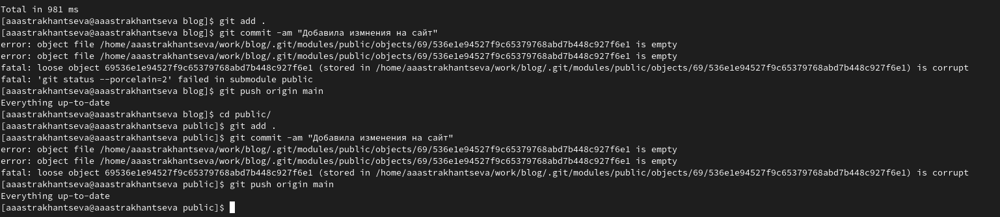 Total in 981 ms
[aaastrakhantseva@aaastrakhantseva blog]$ git add .
[aaastrakhantseva@aaastrakhantseva blog]$ git commit -am "Добавила измнения на сайт"
error: object file /home/aaastrakhantseva/work/blog/.git/modules/public/objects/69/536e1e94527f9c65379768abd7b448c927f6e1 is empty
error: object file /home/aaastrakhantseva/work/blog/.git/modules/public/objects/69/536e1e94527f9c65379768abd7b448c927f6e1 is empty
fatal: loose object 69536e1e94527f9c65379768abd7b448c927f6e1 (stored in /home/aaastrakhantseva/work/blog/.git/modules/public/objects/69/536e1e94527f9c65379768abd7b448c927f6e1) is corrupt
fatal: 'git status --porcelain=2' failed in submodule public
[aaastrakhantseva@aaastrakhantseva blog]$ git push origin main
Everything up-to-date
[aaastrakhantseva@aaastrakhantseva blog]$ cd public/
[aaastrakhantseva@aaastrakhantseva public]$ git add .
[aaastrakhantseva@aaastrakhantseva public]$ git commit -am "Добавила изменения на сайт"
error: object file /home/aaastrakhantseva/work/blog/.git/modules/public/objects/69/536e1e94527f9c65379768abd7b448c927f6e1 is empty
error: object file /home/aaastrakhantseva/work/blog/.git/modules/public/objects/69/536e1e94527f9c65379768abd7b448c927f6e1 is empty
fatal: loose object 69536e1e94527f9c65379768abd7b448c927f6e1 (stored in /home/aaastrakhantseva/work/blog/.git/modules/public/objects/69/536e1e94527f9c65379768abd7b448c927f6e1) is corrupt
[aaastrakhantseva@aaastrakhantseva public]$ git push origin main
Everything up-to-date
[aaastrakhantseva@aaastrakhantseva public]$